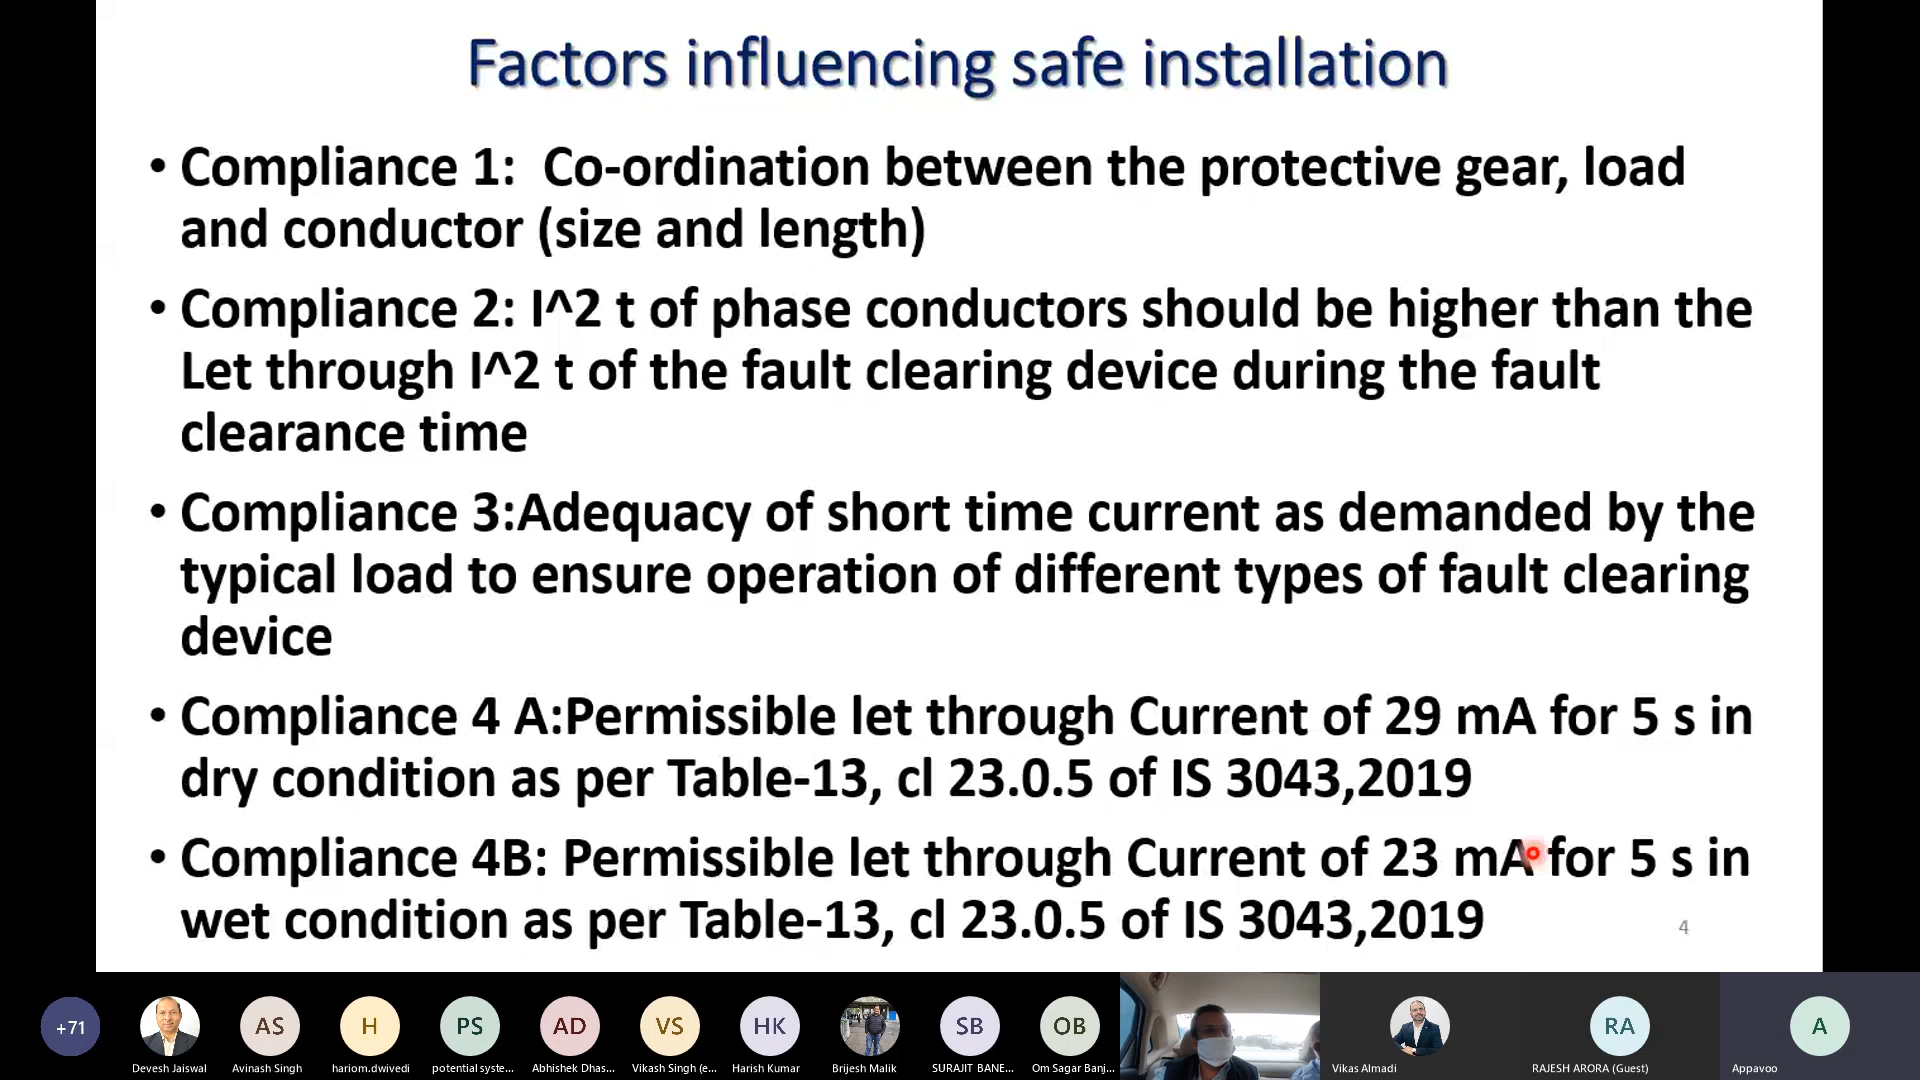 Factors influencing safe installation
• Compliance 1:  Co-ordination between the protective gear, load
and conductor (size and length)
• Compliance 2: I^2 t of phase conductors should be higher than the
Let through I^2 t of the fault clearing device during the fault
clearance time
• Compliance 3:Adequacy of short time current as demanded by the
typical load to ensure operation of different types of fault clearing
device
• Compliance 4 A:Permissible let through Current of 29 mA for 5 s in
dry condition as per Table-13, cl 23.0.5 of IS 3043,2019
• Compliance 4B: Permissible let through Current of 23 mA for 5 s in
wet condition as per Table-13, cl 23.0.5 of IS 3043,2019
4
+71 AS H PS AD VS HK SB OB RA A
Devesh Jaiswal Avinash Singh hariom.dwivedi potential syste... Abhishek Dhas... Vikash Singh (e... Harish Kumar Brijesh Malik SURAJIT BANE... Om Sagar Banj... Vikas Almadi RAJESH ARORA (Guest) Appavoo